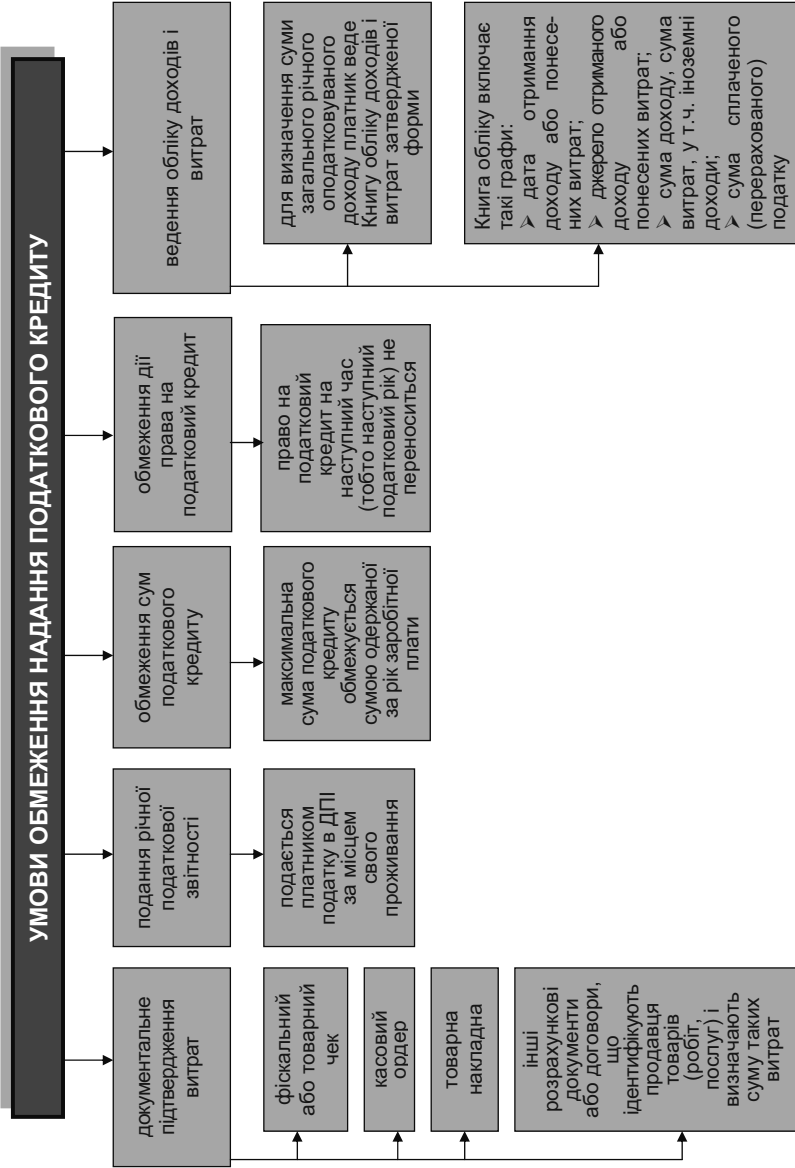 УМОВИ ОБМЕЖЕННЯ НАДАННЯ ПОДАТКОВОГО КРЕДИТУ
документальне
підтвердження
витрат
фіскальний
або товарний
чек
касовий
ордер
товарна
накладна
інші
розрахункові
документи
або договори,
що
ідентифікують
продавця
товарів
(робіт,
послуг) і
визначають
суму таких
витрат
подання річної
податкової
звітності
подається
платником
податку в ДПІ
за місцем
свого
проживання
обмеження сум
податкового
кредиту
максимальна
сума податкового
кредиту
обмежується
сумою одержаної
за рік заробітної
плати
обмеження дії
права на
податковий кредит
право на
податковий
кредит на
наступний час
(тобто наступний
податковий рік) не
переноситься
ведення обліку доходів і
витрат
для визначення суми
загального річного
оподатковуваного
доходу платник веде
Книгу обліку доходів і
витрат затвердженої
форми
Книга обліку включає
такі графи:
➢ дата отримання
доходу або понесе-
них витрат;
➢ джерело отриманого
доходу або
понесених витрат;
➢ сума доходу, сума
витрат, у т.ч. іноземні
доходи;
➢ сума сплаченого
(перерахованого)
податку